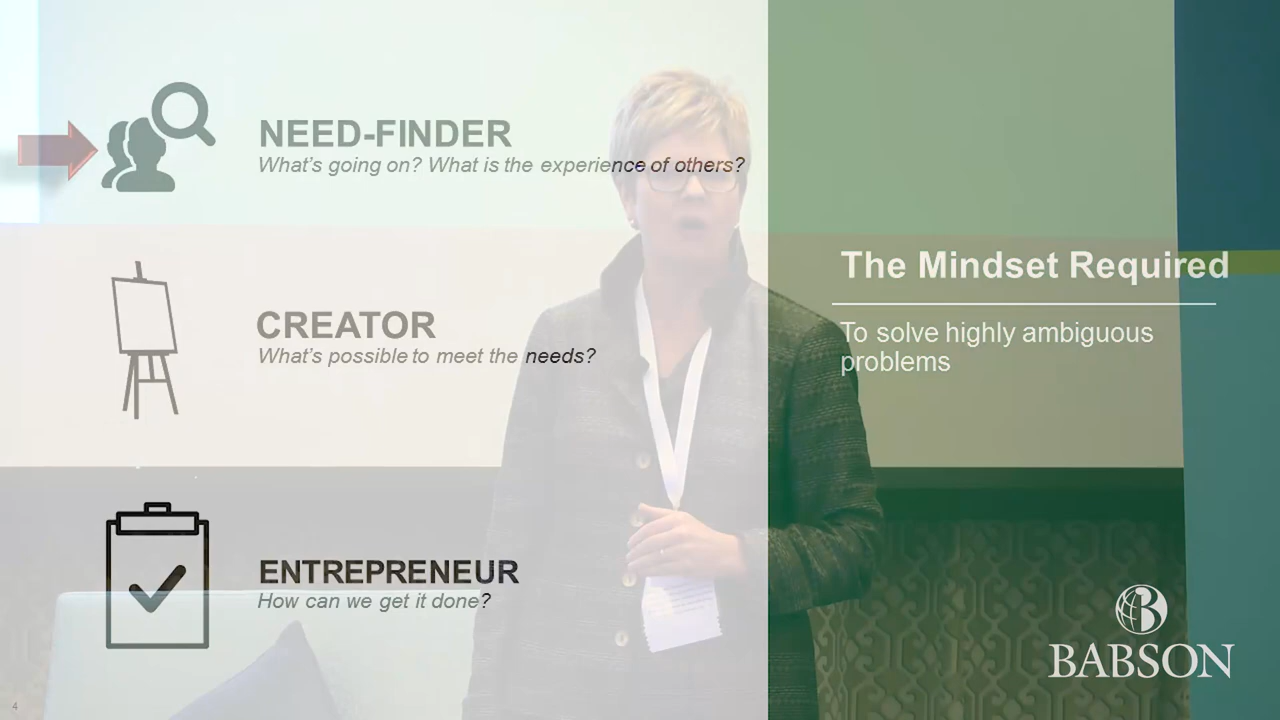 NEED-FINDER
What's going on? What is the experience of others?
CREATOR
What's possible to meet the needs?
ENTREPRENEUR
How can we get it done?
The Mindset Required
To solve highly ambiguous
problems
BABSON
4